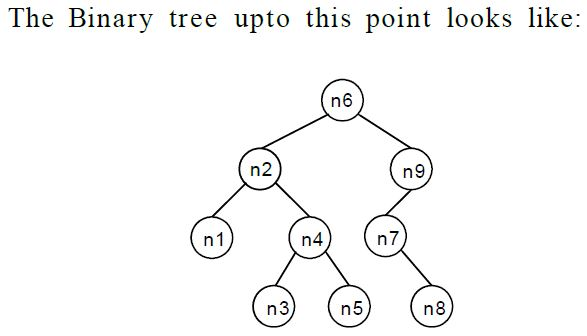 The Binary tree upto this point looks like:
n6
n2
n9
n1
n4
n7
n3
n5
n8